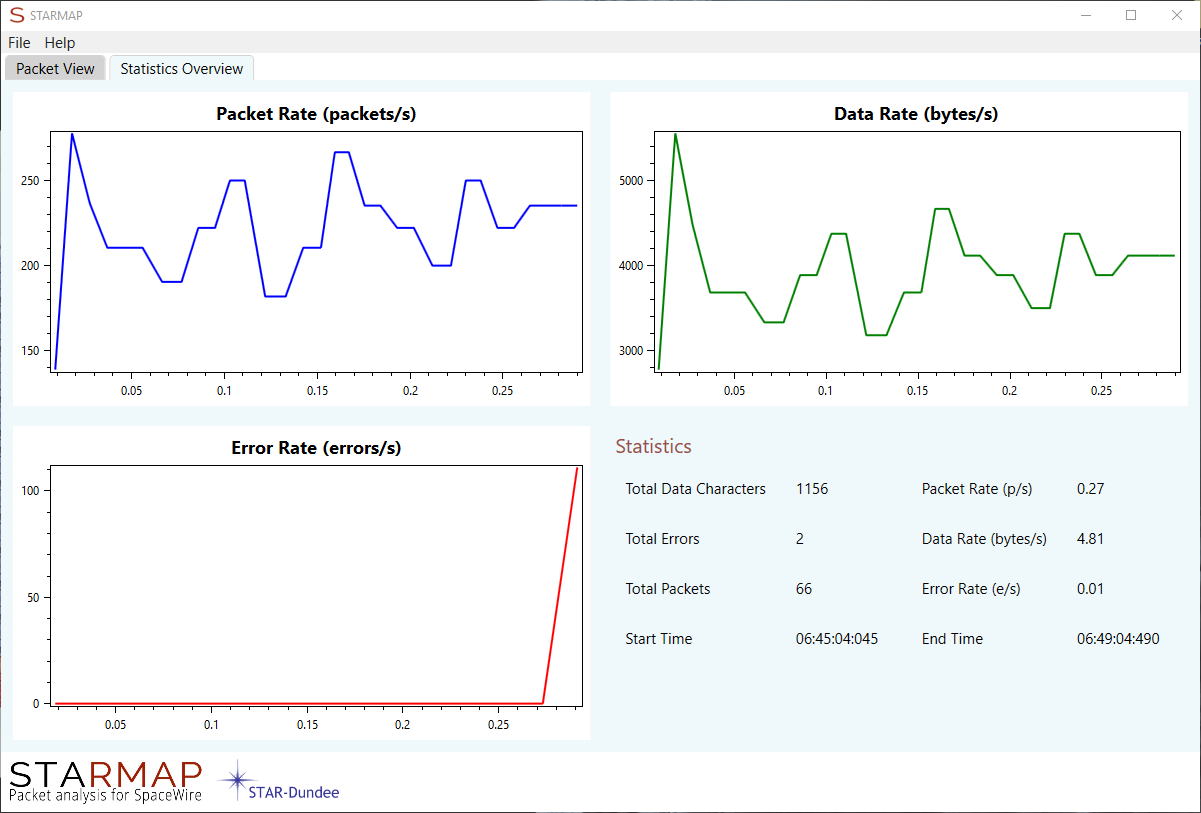 STARMAP
File Help
Packet View Statistics Overview
Packet Rate (packets/s)
250
200
150
0.05 0.1 0.15 0.2 0.25
Data Rate (bytes/s)
5000
4000
3000
0.05 0.1 0.15 0.2 0.25
Error Rate (errors/s)
100
50
0
0.05 0.1 0.15 0.2 0.25
Statistics
Total Data Characters 1156 Packet Rate (p/s) 0.27
Total Errors 2 Data Rate (bytes/s) 4.81
Total Packets 66 Error Rate (e/s) 0.01
Start Time 06:45:04:045 End Time 06:49:04:490
STARMAP
Packet analysis for SpaceWire
STAR-Dundee